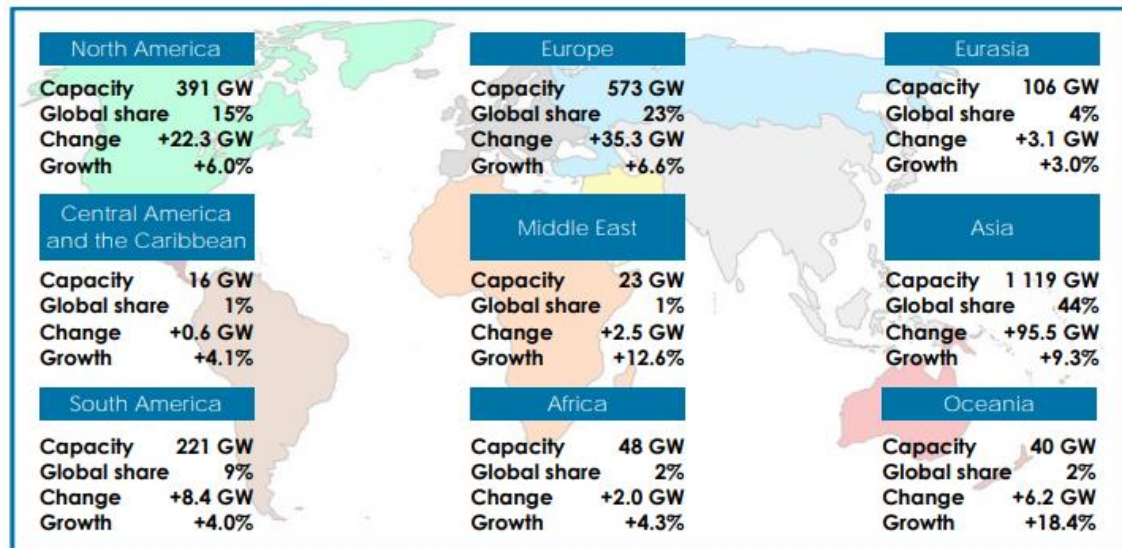 North America
Capacity 391 GW
Global share 15%
Change +22.3 GW
Growth +6.0%
Europe
Capacity 573 GW
Global share 23%
Change +35.3 GW
Growth +6.6%
Eurasia
Capacity 106 GW
Global share 4%
Change +3.1 GW
Growth +3.0%
Central America
and the Caribbean
Capacity 16 GW
Global share 1%
Change +0.6 GW
Growth +4.1%
Middle East
Capacity 23 GW
Global share 1%
Change +2.5 GW
Growth +12.6%
Asia
Capacity 1 119 GW
Global share 44%
Change +95.5 GW
Growth +9.3%
South America
Capacity 221 GW
Global share 9%
Change +8.4 GW
Growth +4.0%
Africa
Capacity 48 GW
Global share 2%
Change +2.0 GW
Growth +4.3%
Oceania
Capacity 40 GW
Global share 2%
Change +6.2 GW
Growth +18.4%